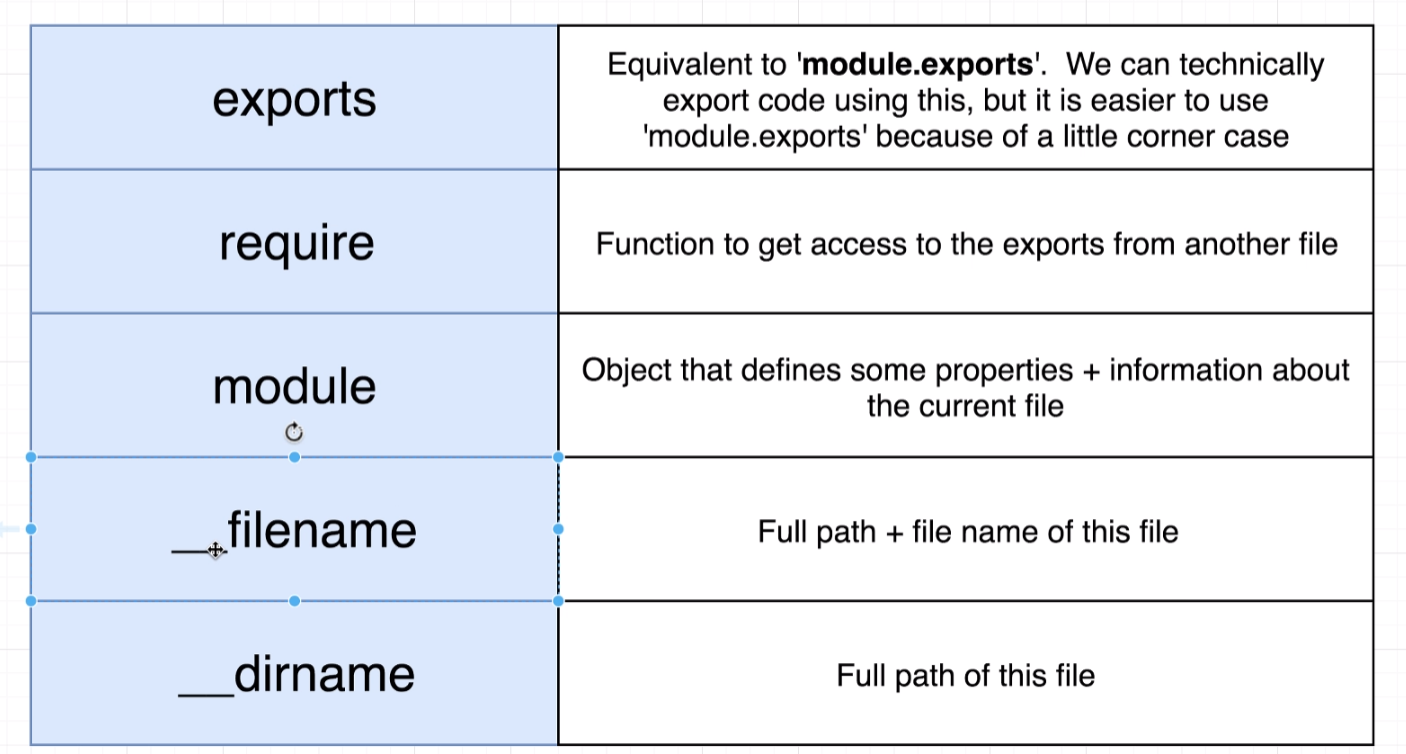 exports
Equivalent to 'module.exports'.  We can technically
export code using this, but it is easier to use
'module.exports' because of a little corner case
require
Function to get access to the exports from another file
module
Object that defines some properties + information about
the current file
__filename
Full path + file name of this file
__dirname
Full path of this file